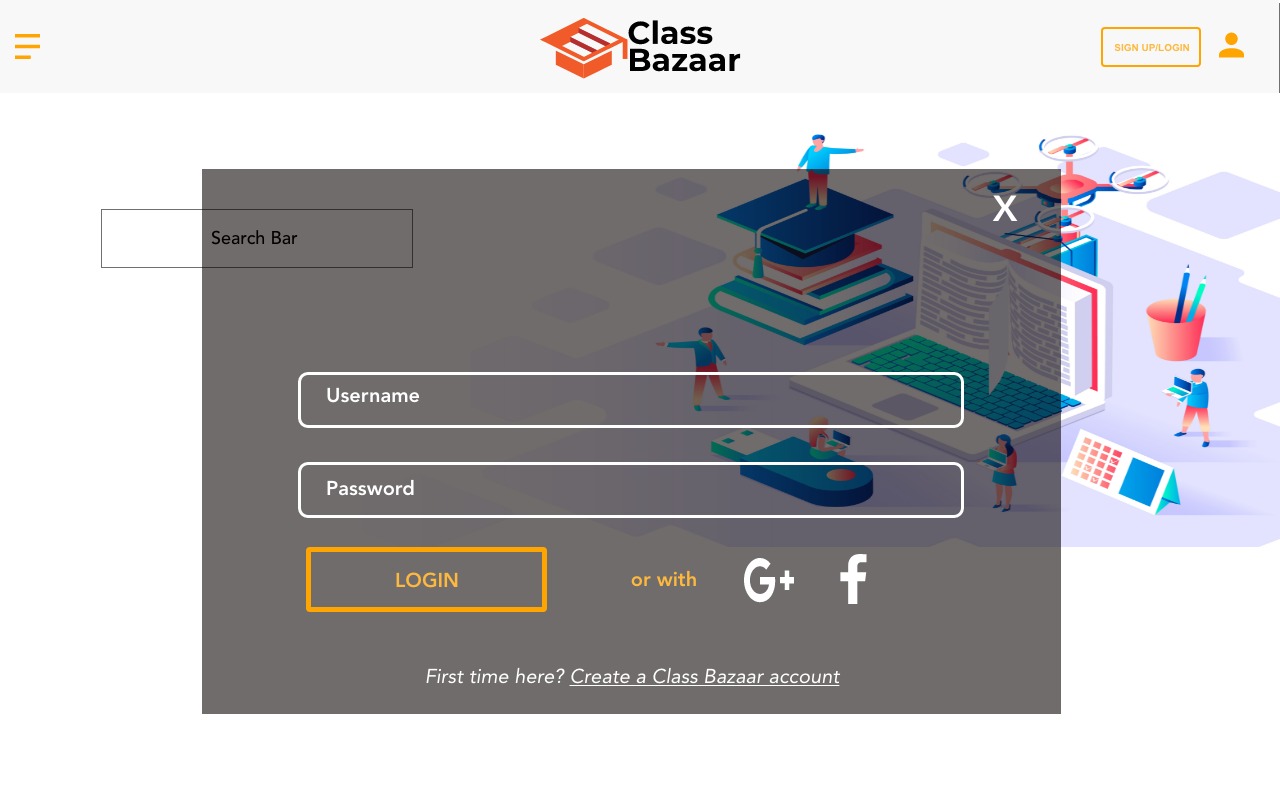 Class
Bazaar
SIGN UP/LOGIN
X
Search Bar
Username
Password
LOGIN
or with
G+
f
First time here? Create a Class Bazaar account